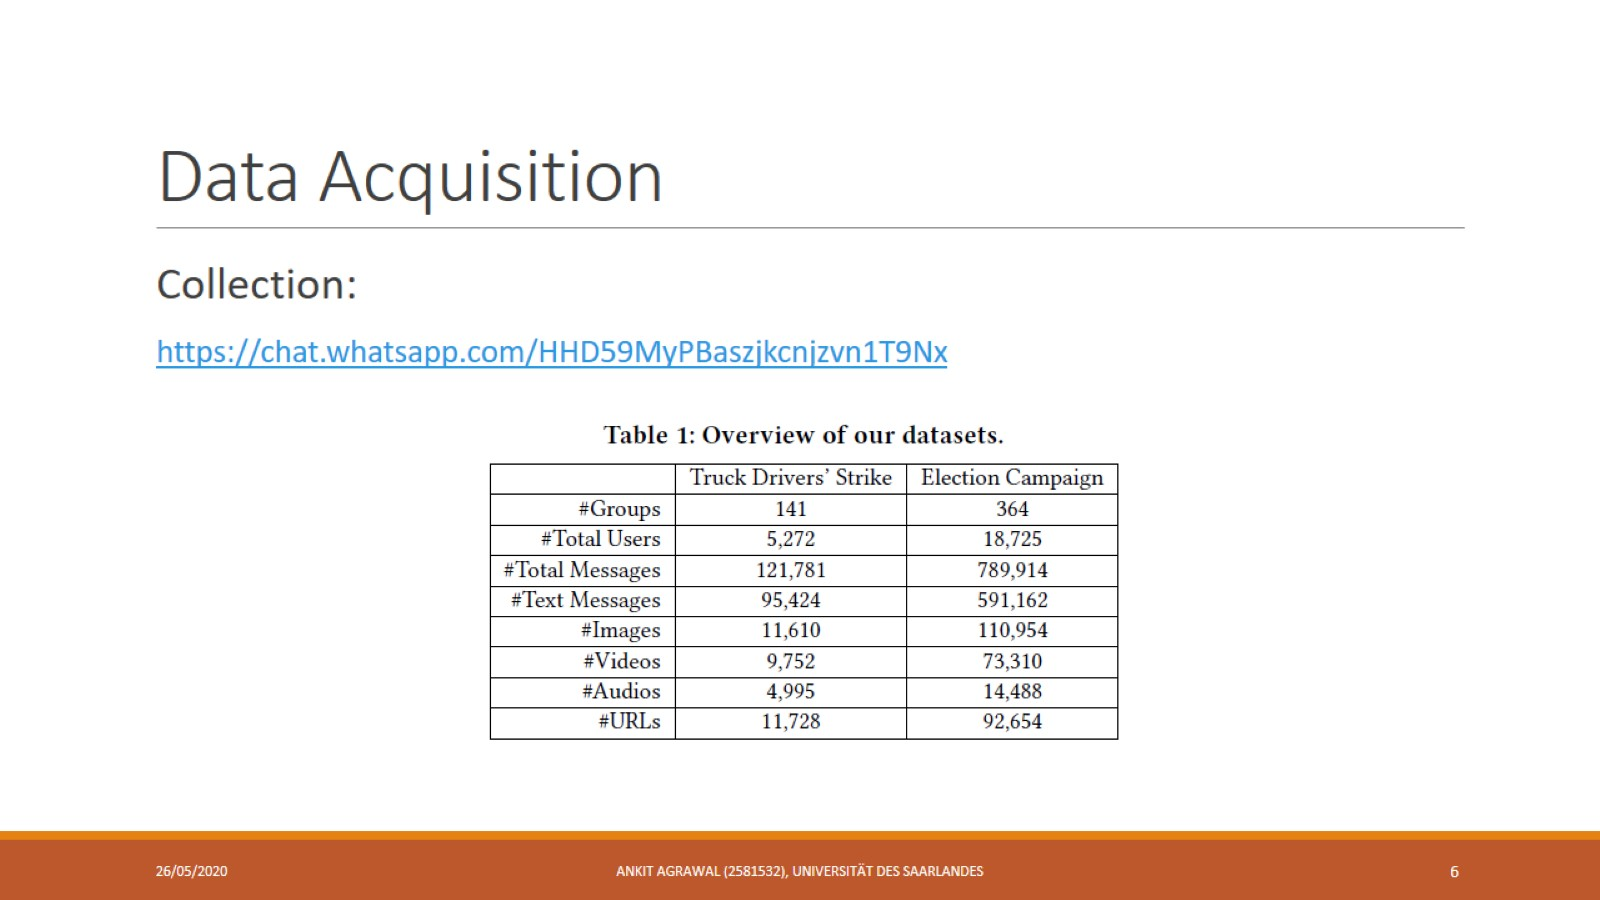 Data Acquisition
Collection:
https://chat.whatsapp.com/HHD59MyPBaszjkcnjzvn1T9Nx
Table 1: Overview of our datasets.
Truck Drivers’ Strike Election Campaign
#Groups 141 364
#Total Users 5,272 18,725
#Total Messages 121,781 789,914
#Text Messages 95,424 591,162
#Images 11,610 110,954
#Videos 9,752 73,310
#Audios 4,995 14,488
#URLs 11,728 92,654
26/05/2020 ANKIT AGRAWAL (2581532), UNIVERSITÄT DES SAARLANDES 6